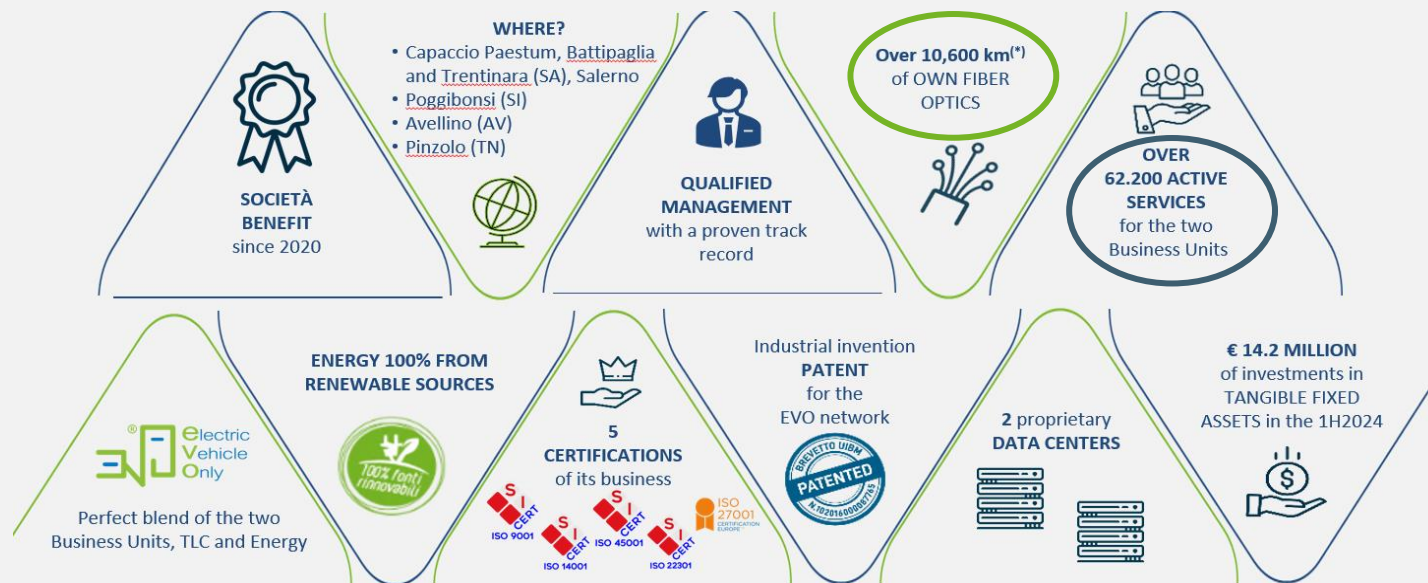 SOCIETÀ
BENEFIT
since 2020
WHERE?
• Capaccio Paestum, Battipaglia
and Trentinara (SA), Salerno
• Poggibonsi (SI)
• Avellino (AV)
• Pinzolo (TN)
QUALIFIED
MANAGEMENT
with a proven track
record
Over 10,600 km(*)
of OWN FIBER
OPTICS
OVER
62.200 ACTIVE
SERVICES
for the two
Business Units
® electric
Vehicle
Only
Perfect blend of the two
Business Units, TLC and Energy
ENERGY 100% FROM
RENEWABLE SOURCES
100% fonti
rinnovabili
5
CERTIFICATIONS
of its business
SI CERT
ISO 9001
SI CERT
ISO 14001
SI CERT
ISO 45001
SI CERT
ISO 22301
ISO
27001
CERTIFICATION
EUROPE
Industrial invention
PATENT
for the
EVO network
BREVETTO UIBM
PATENTED
N.102016000087765
2 proprietary
DATA CENTERS
€ 14.2 MILLION
of investments in
TANGIBLE FIXED
ASSETS in the 1H2024
$